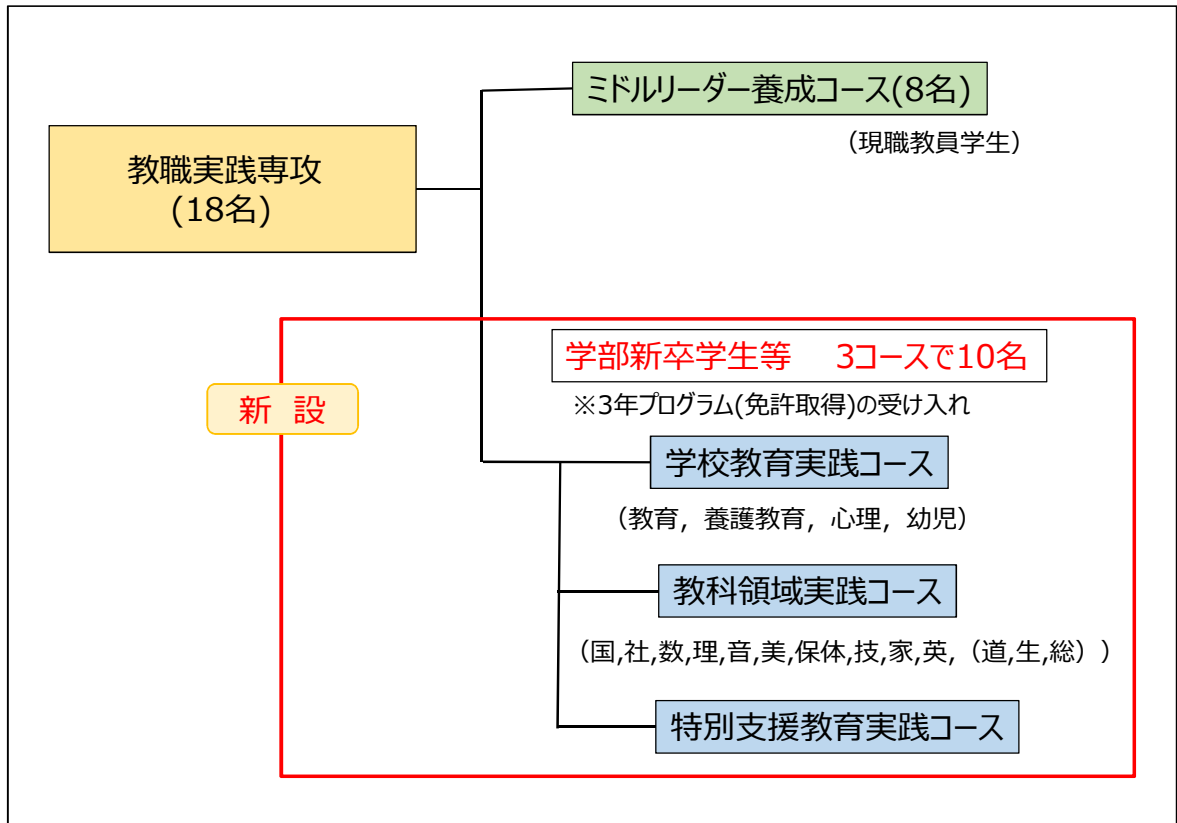 ミドルリーダー養成コース(8名)
（現職教員学生）
教職実践専攻
(18名)
学部新卒学生等　3コースで10名
※3年プログラム(免許取得)の受け入れ
新 設
学校教育実践コース
（教育，養護教育，心理，幼児）
教科領域実践コース
（国,社,数,理,音,美,保体,技,家,英,（道,生,総））
特別支援教育実践コース